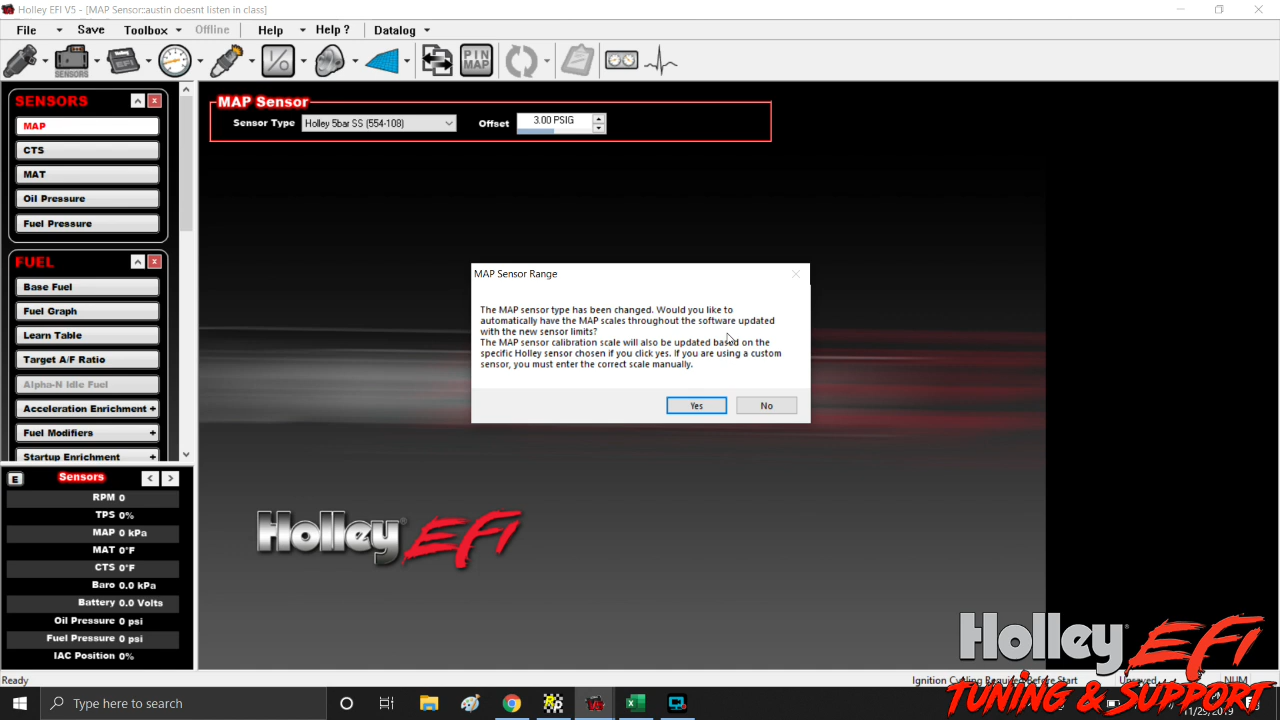 Holley EFI V5 - [MAP Sensor::austin doesnt listen in class]
File Save Toolbox Offline Help Help ? Datalog
SENSORS
EFI
I/O
PIN MAP
SENSORS
MAP
CTS
MAT
Oil Pressure
Fuel Pressure
FUEL
Base Fuel
Fuel Graph
Learn Table
Target A/F Ratio
Alpha-N Idle Fuel
Acceleration Enrichment +
Fuel Modifiers +
Startup Enrichment +
E Sensors < >
RPM 0
TPS 0%
MAP 0 kPa
MAT 0°F
CTS 0°F
Baro 0.0 kPa
Battery 0.0 Volts
Oil Pressure 0 psi
Fuel Pressure 0 psi
IAC Position 0%
MAP Sensor
Sensor Type Holley 5bar SS (554-108) Offset 3.00 PSIG
MAP Sensor Range
The MAP sensor type has been changed. Would you like to
automatically have the MAP scales throughout the software updated
with the new sensor limits?
The MAP sensor calibration scale will also be updated based on the
specific Holley sensor chosen if you click yes. If you are using a custom
sensor, you must enter the correct scale manually.
Yes No
Holley® EFI
Holley® EFI
TUNING & SUPPORT
Ready Ignition Cycling Required Before Start Unsaved NUM
Type here to search
11/29/2019